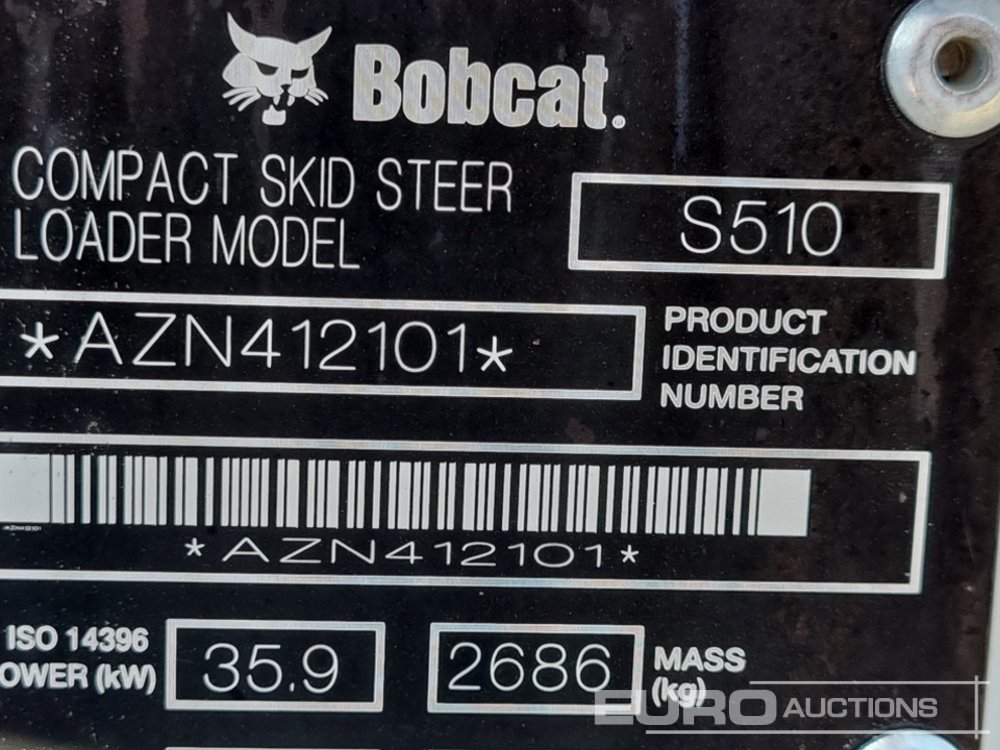 Bobcat.
COMPACT SKID STEER
LOADER MODEL
S510
*AZN412101*
PRODUCT
IDENTIFICATION
NUMBER
AZN412101
*AZN412101*
ISO 14396
OWER (kW)
35.9
2686
MASS
(kg)
EURO AUCTIONS